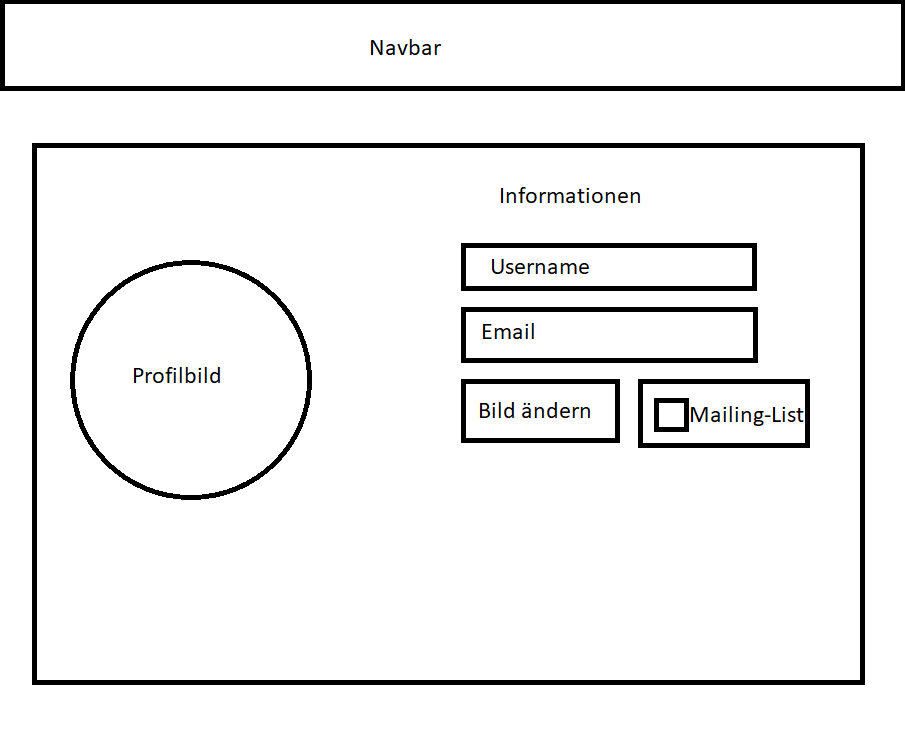 Navbar
Informationen
Username
Email
Profilbild
Bild ändern
Mailing-List